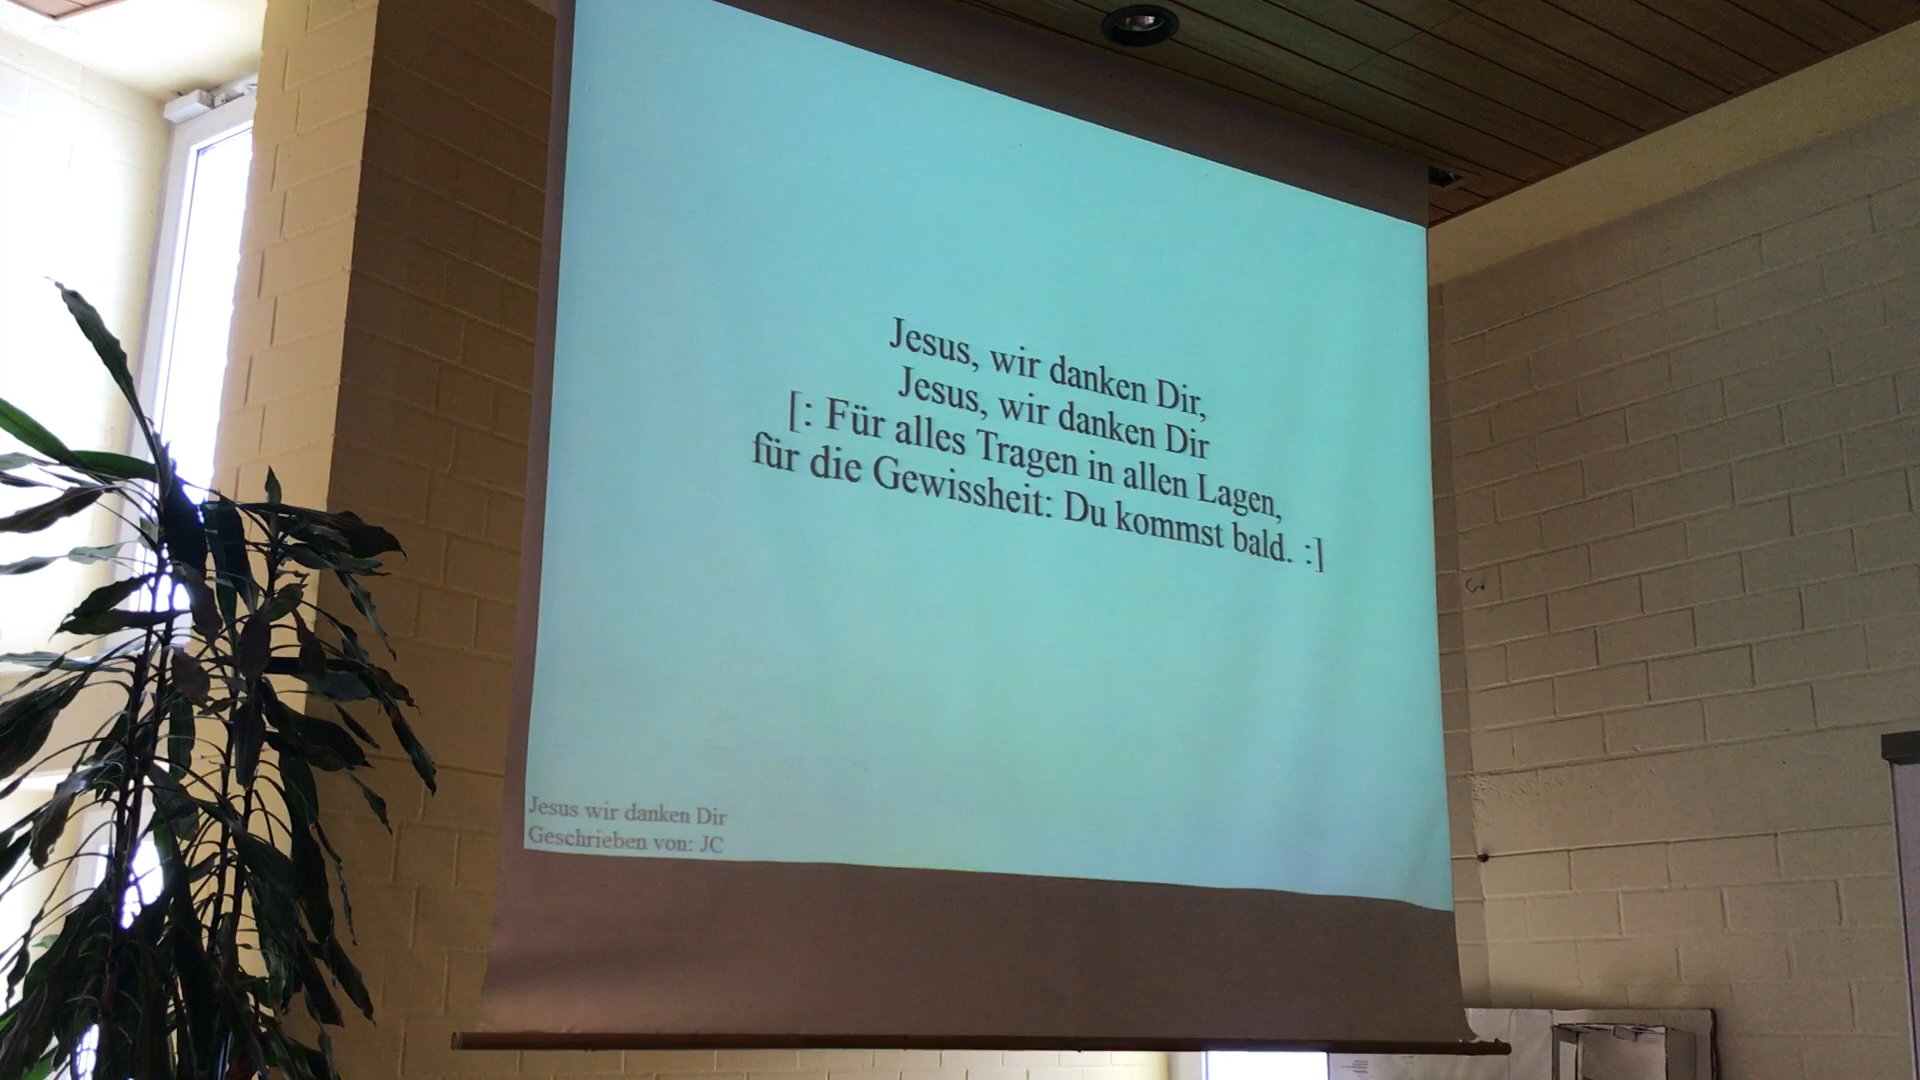 Jesus, wir danken Dir,
Jesus, wir danken Dir
[: Für alles Tragen in allen Lagen,
für die Gewissheit: Du kommst bald. :]
Jesus wir danken Dir
Geschrieben von: JC